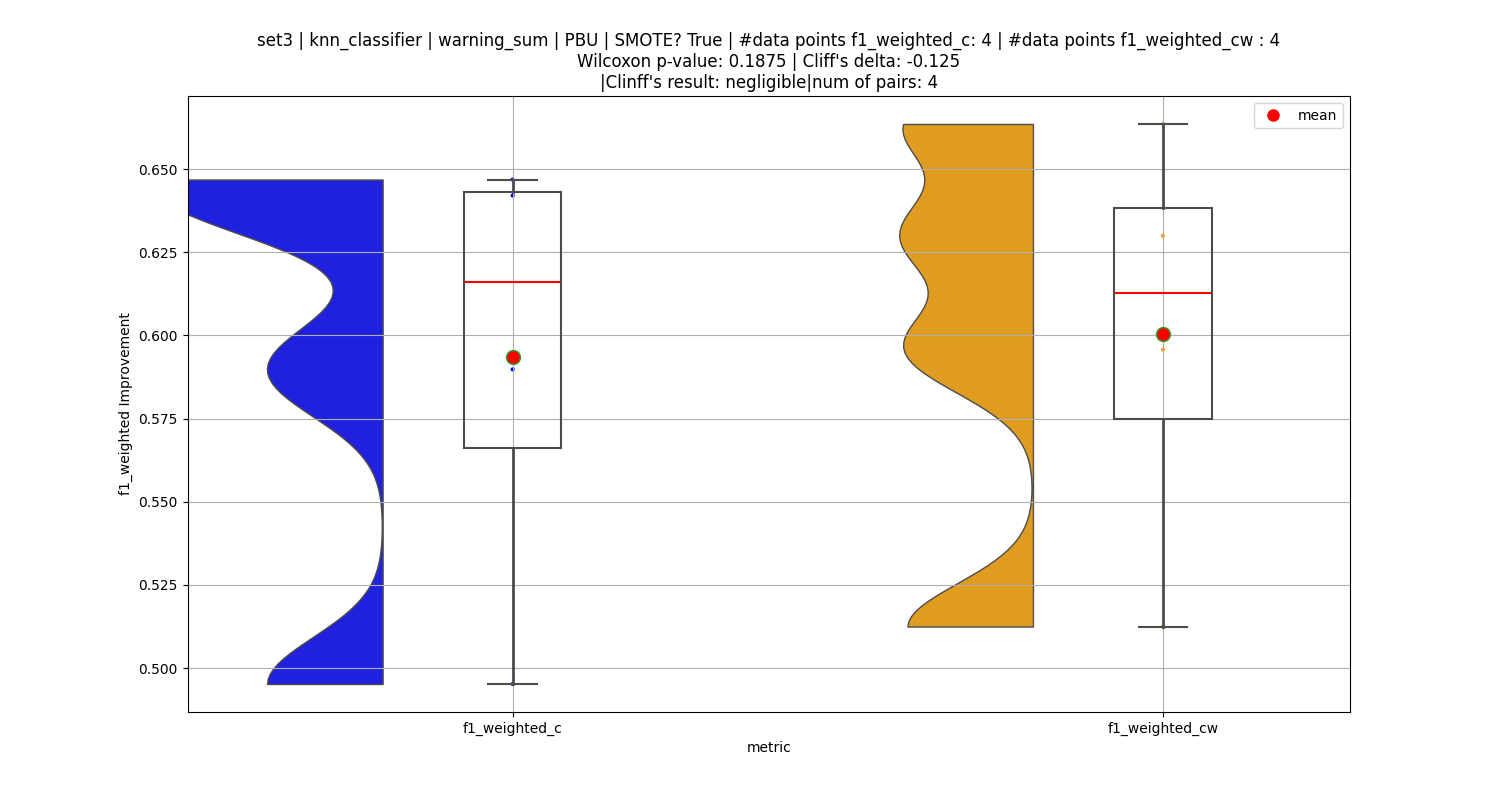 set3 | knn_classifier | warning_sum | PBU | SMOTE? True | #data points f1_weighted_c: 4 | #data points f1_weighted_cw : 4
Wilcoxon p-value: 0.1875 | Cliff's delta: -0.125
|Clinff's result: negligible|num of pairs: 4
mean
0.650
0.625
0.600
0.575
0.550
0.525
0.500
f1_weighted Improvement
f1_weighted_c
f1_weighted_cw
metric